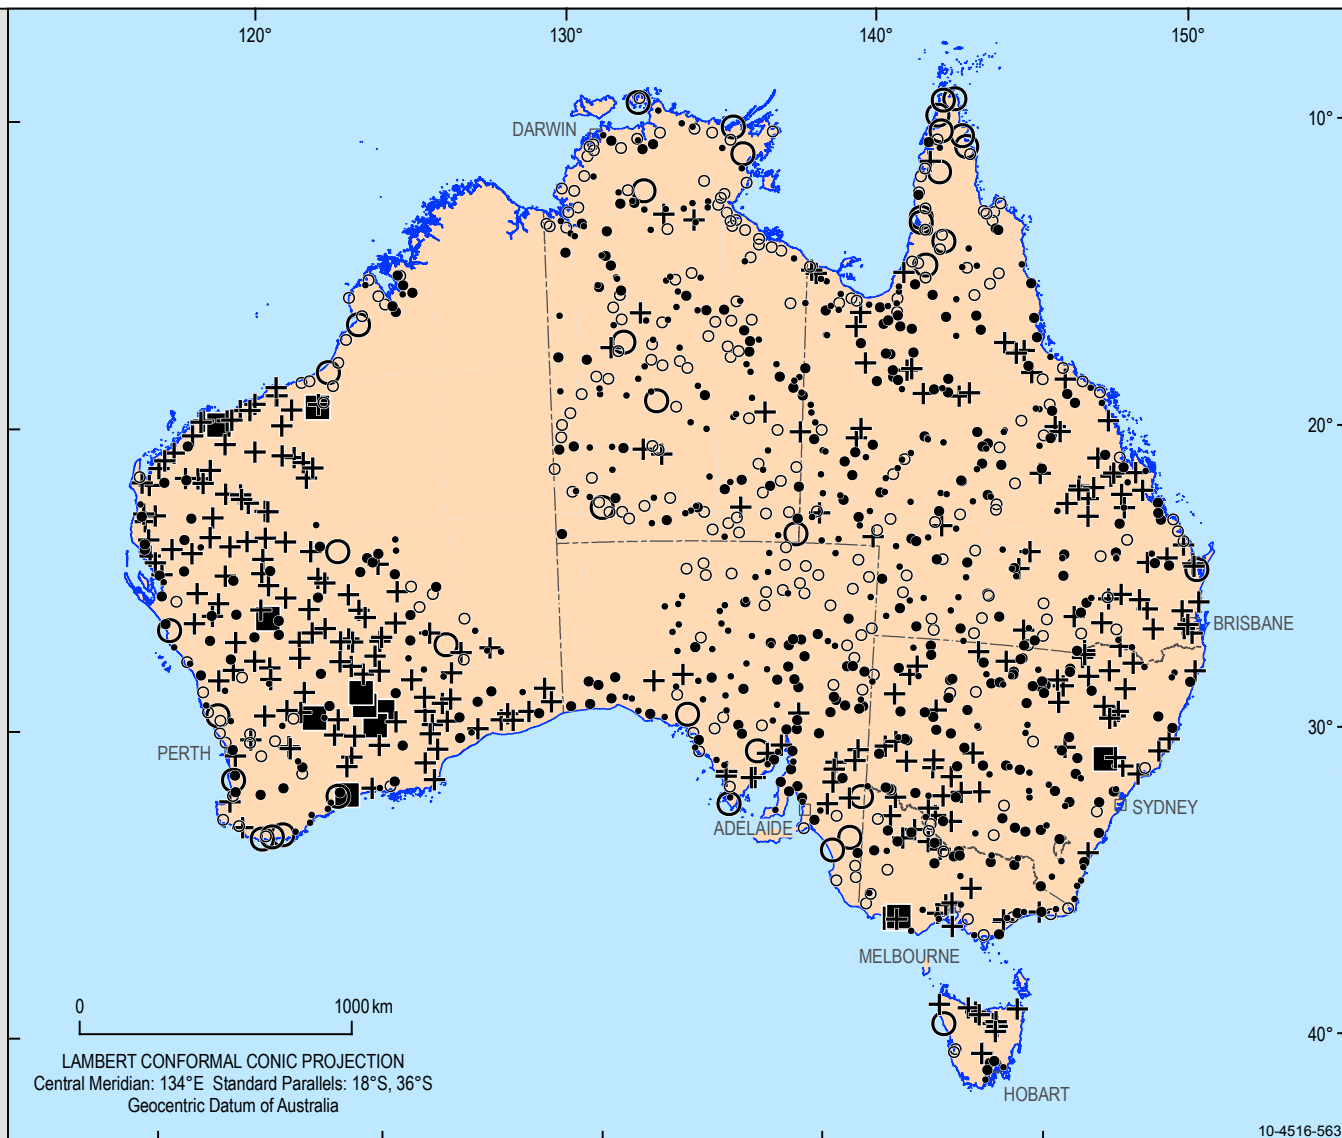 120°
130°
140°
150°
10°
DARWIN
20°
BRISBANE
30°
PERTH
SYDNEY
ADELAIDE
MELBOURNE
0
1000 km
40°
LAMBERT CONFORMAL CONIC PROJECTION
Central Meridian: 134°E Standard Parallels: 18°S, 36°S
Geocentric Datum of Australia
HOBART
10-4516-563